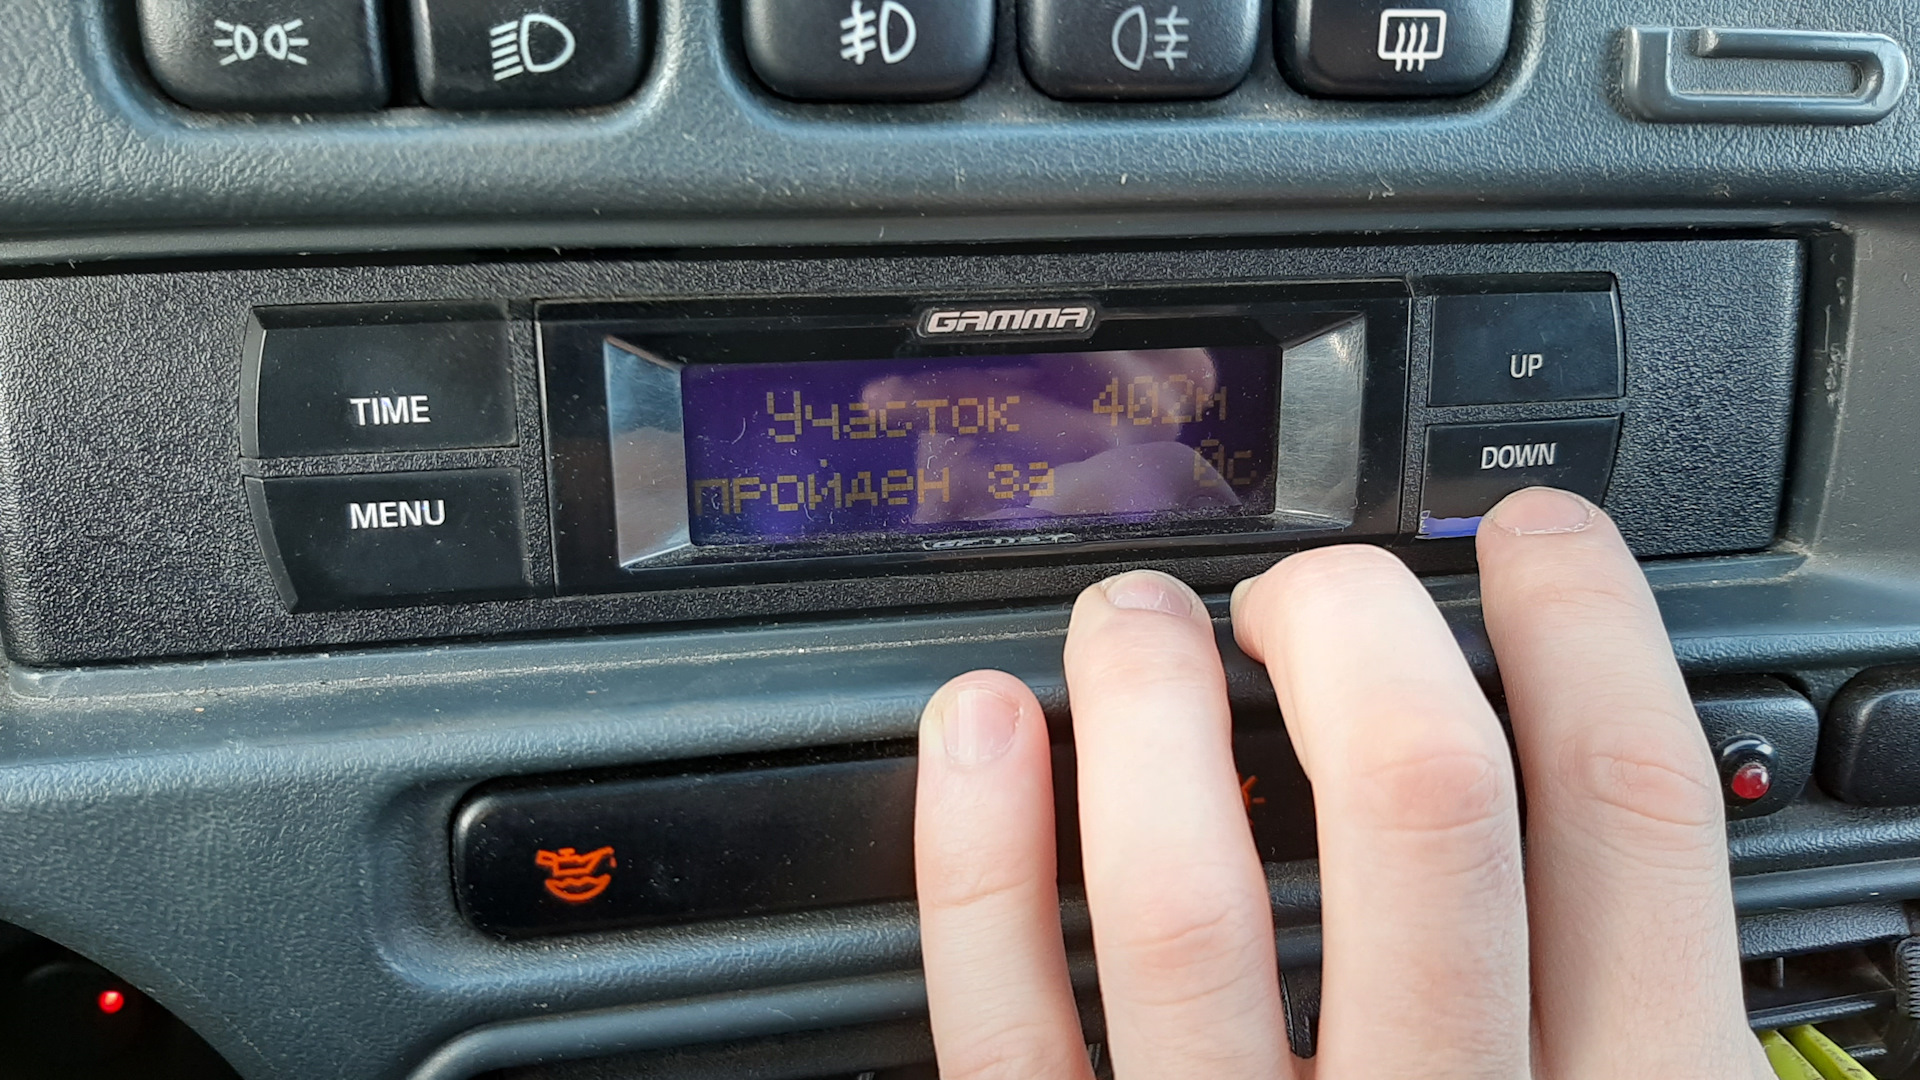 GAMMA
TIME
MENU
Участок 402м
пройден за 0с
UP
DOWN